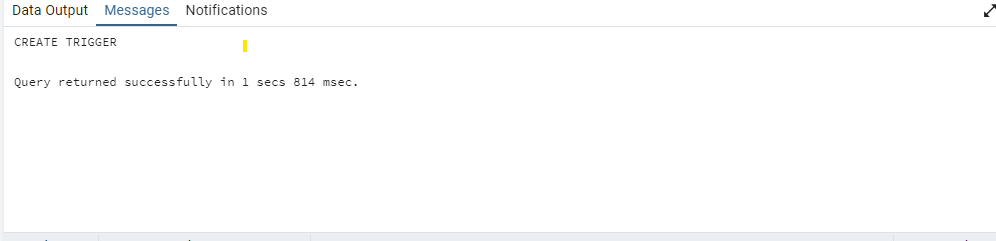 Data Output Messages Notifications
CREATE TRIGGER
Query returned successfully in 1 secs 814 msec.